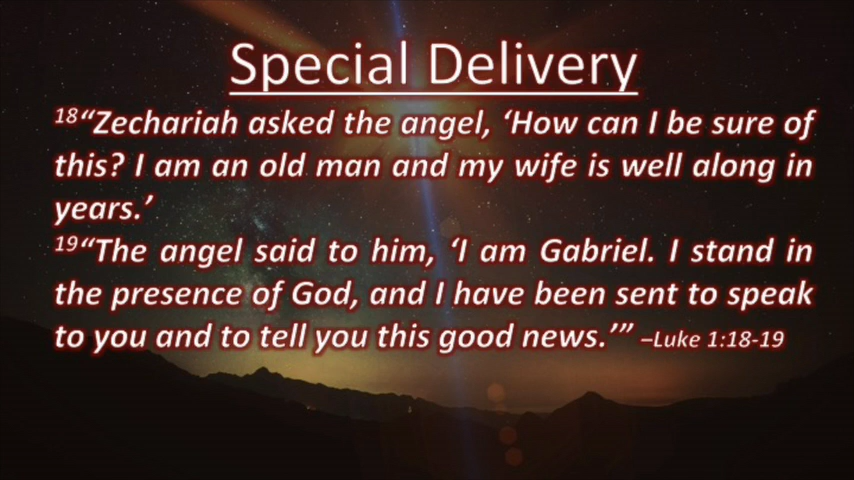 Special Delivery
18“Zechariah asked the angel, ‘How can I be sure of
this? I am an old man and my wife is well along in
years.’
19“The angel said to him, ‘I am Gabriel. I stand in
the presence of God, and I have been sent to speak
to you and to tell you this good news.’” –Luke 1:18-19